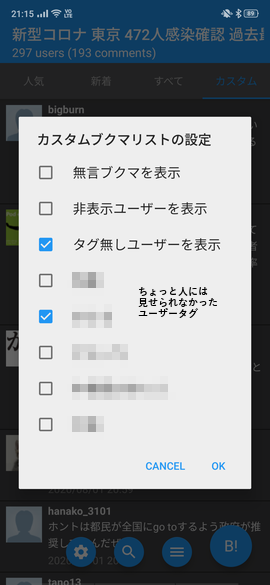 21:15
新型コロナ 東京 472人感染確認 過去最
297 users (193 comments)
人気 新着 すべて カスタム
bigburn
カスタムブクマリストの設定
無言ブクマを表示
非表示ユーザーを表示
タグ無しユーザーを表示
ちょっと人には
見せられなかった
ユーザータグ
CANCEL OK
hanako_3101
ホントは都民が全国にgo toするよう政府が推
B!
tano13